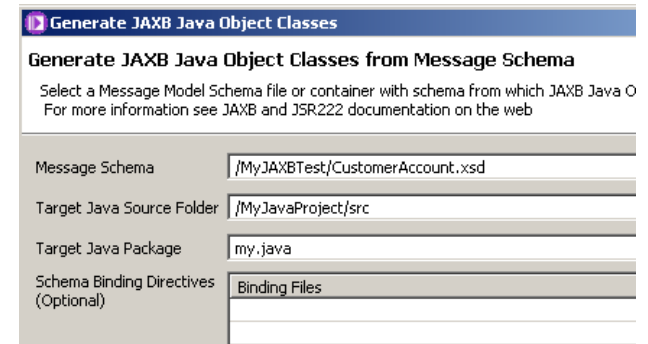 Generate JAXB Java Object Classes
Generate JAXB Java Object Classes from Message Schema
Select a Message Model Schema file or container with schema from which JAXB Java O
For more information see JAXB and JSR222 documentation on the web
Message Schema /MyJAXBTest/CustomerAccount.xsd
Target Java Source Folder /MyJavaProject/src
Target Java Package my.java
Schema Binding Directives Binding Files
(Optional)